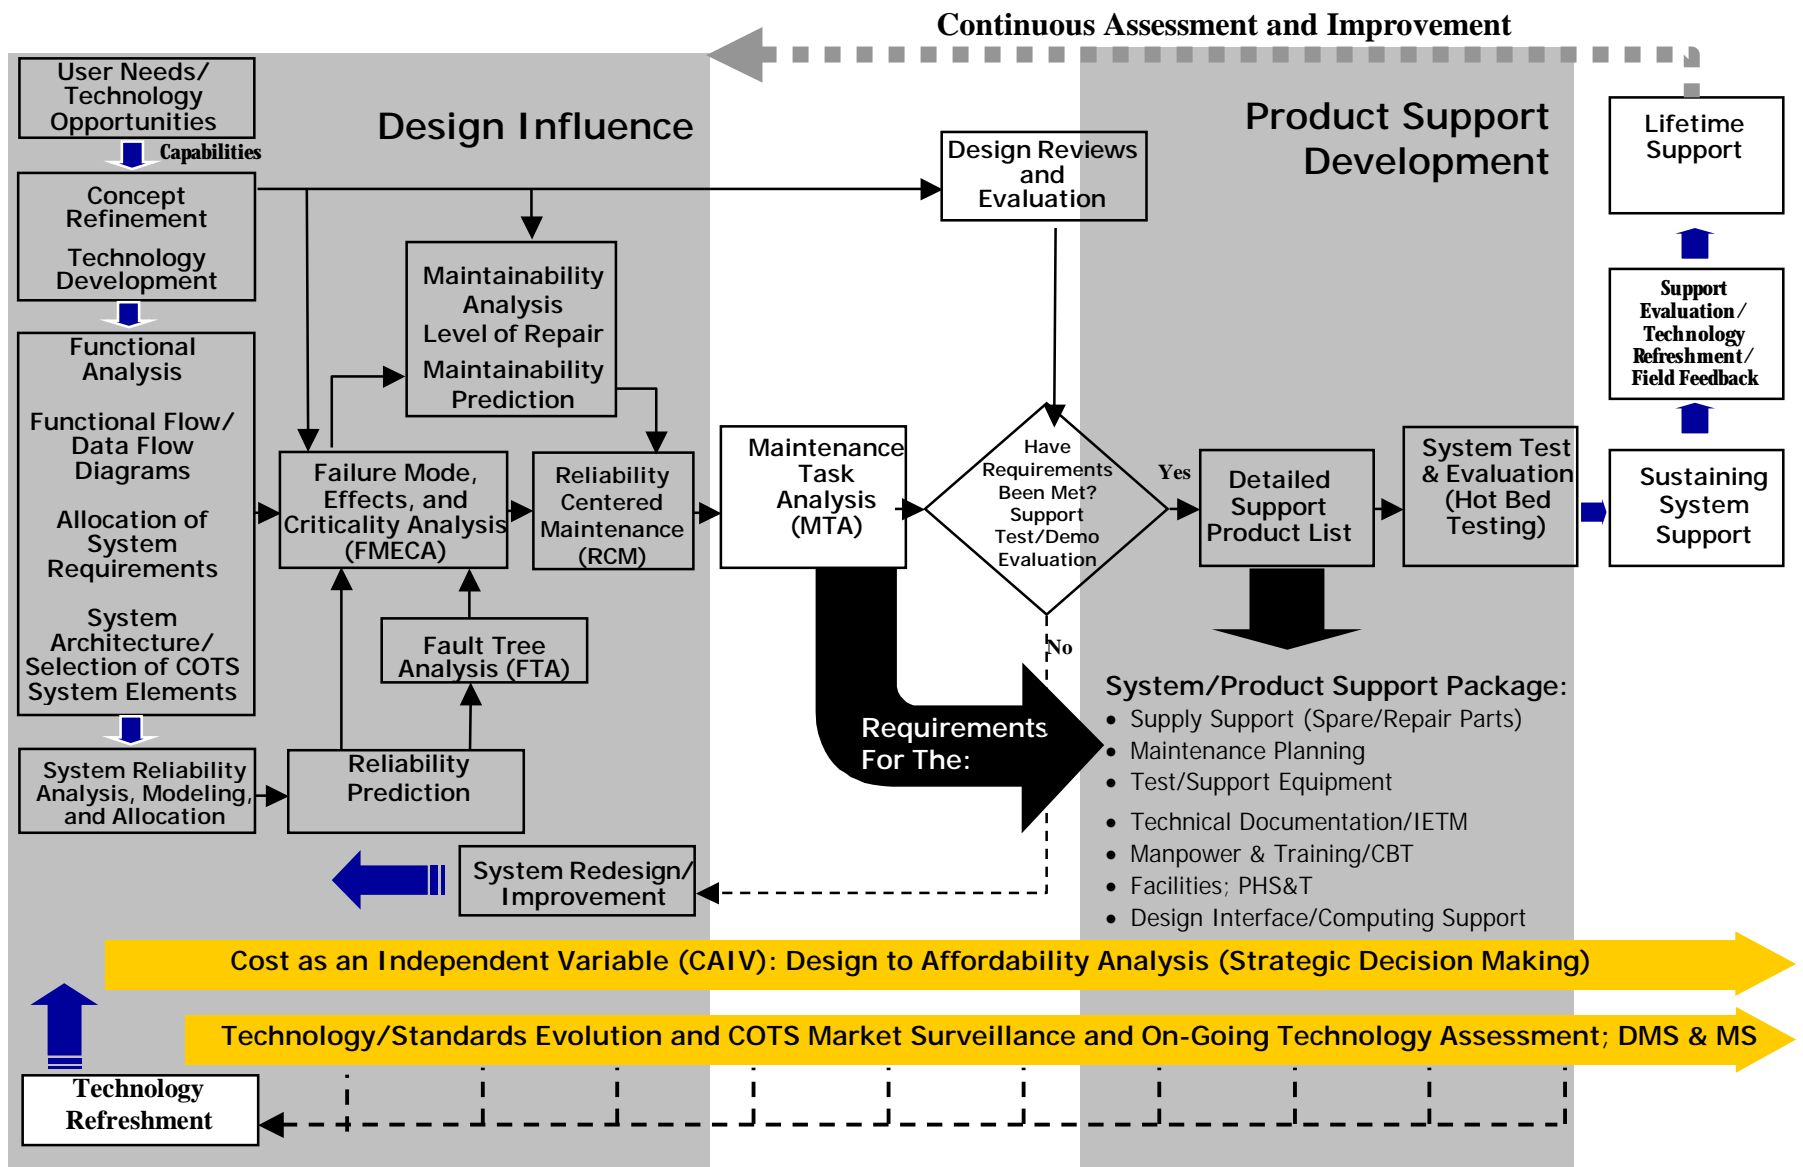 Continuous Assessment and Improvement
User Needs/
Technology
Opportunities
Capabilities
Design Influence
Product Support
Development
Design Reviews
and
Evaluation
Lifetime
Support
Concept
Refinement
Technology
Development
Maintainability
Analysis
Level of Repair
Maintainability
Prediction
Support
Evaluation/
Technology
Refreshment/
Field Feedback
Functional
Analysis
Functional Flow/
Data Flow
Diagrams
Allocation of
System
Requirements
System
Architecture/
Selection of COTS
System Elements
Failure Mode,
Effects, and
Criticality Analysis
(FMECA)
Reliability
Centered
Maintenance
(RCM)
Maintenance
Task
Analysis
(MTA)
Have
Requirements
Been Met?
Support
Test/Demo
Evaluation
Yes
No
Detailed
Support
Product List
System Test
& Evaluation
(Hot Bed
Testing)
Sustaining
System
Support
Fault Tree
Analysis (FTA)
System Reliability
Analysis, Modeling,
and Allocation
Reliability
Prediction
Requirements
For The:
System/Product Support Package:
• Supply Support (Spare/Repair Parts)
• Maintenance Planning
• Test/Support Equipment
• Technical Documentation/IETM
• Manpower & Training/CBT
• Facilities; PHS&T
• Design Interface/Computing Support
System Redesign/
Improvement
Cost as an Independent Variable (CAIV): Design to Affordability Analysis (Strategic Decision Making)
Technology/Standards Evolution and COTS Market Surveillance and On-Going Technology Assessment; DMS & MS
Technology
Refreshment